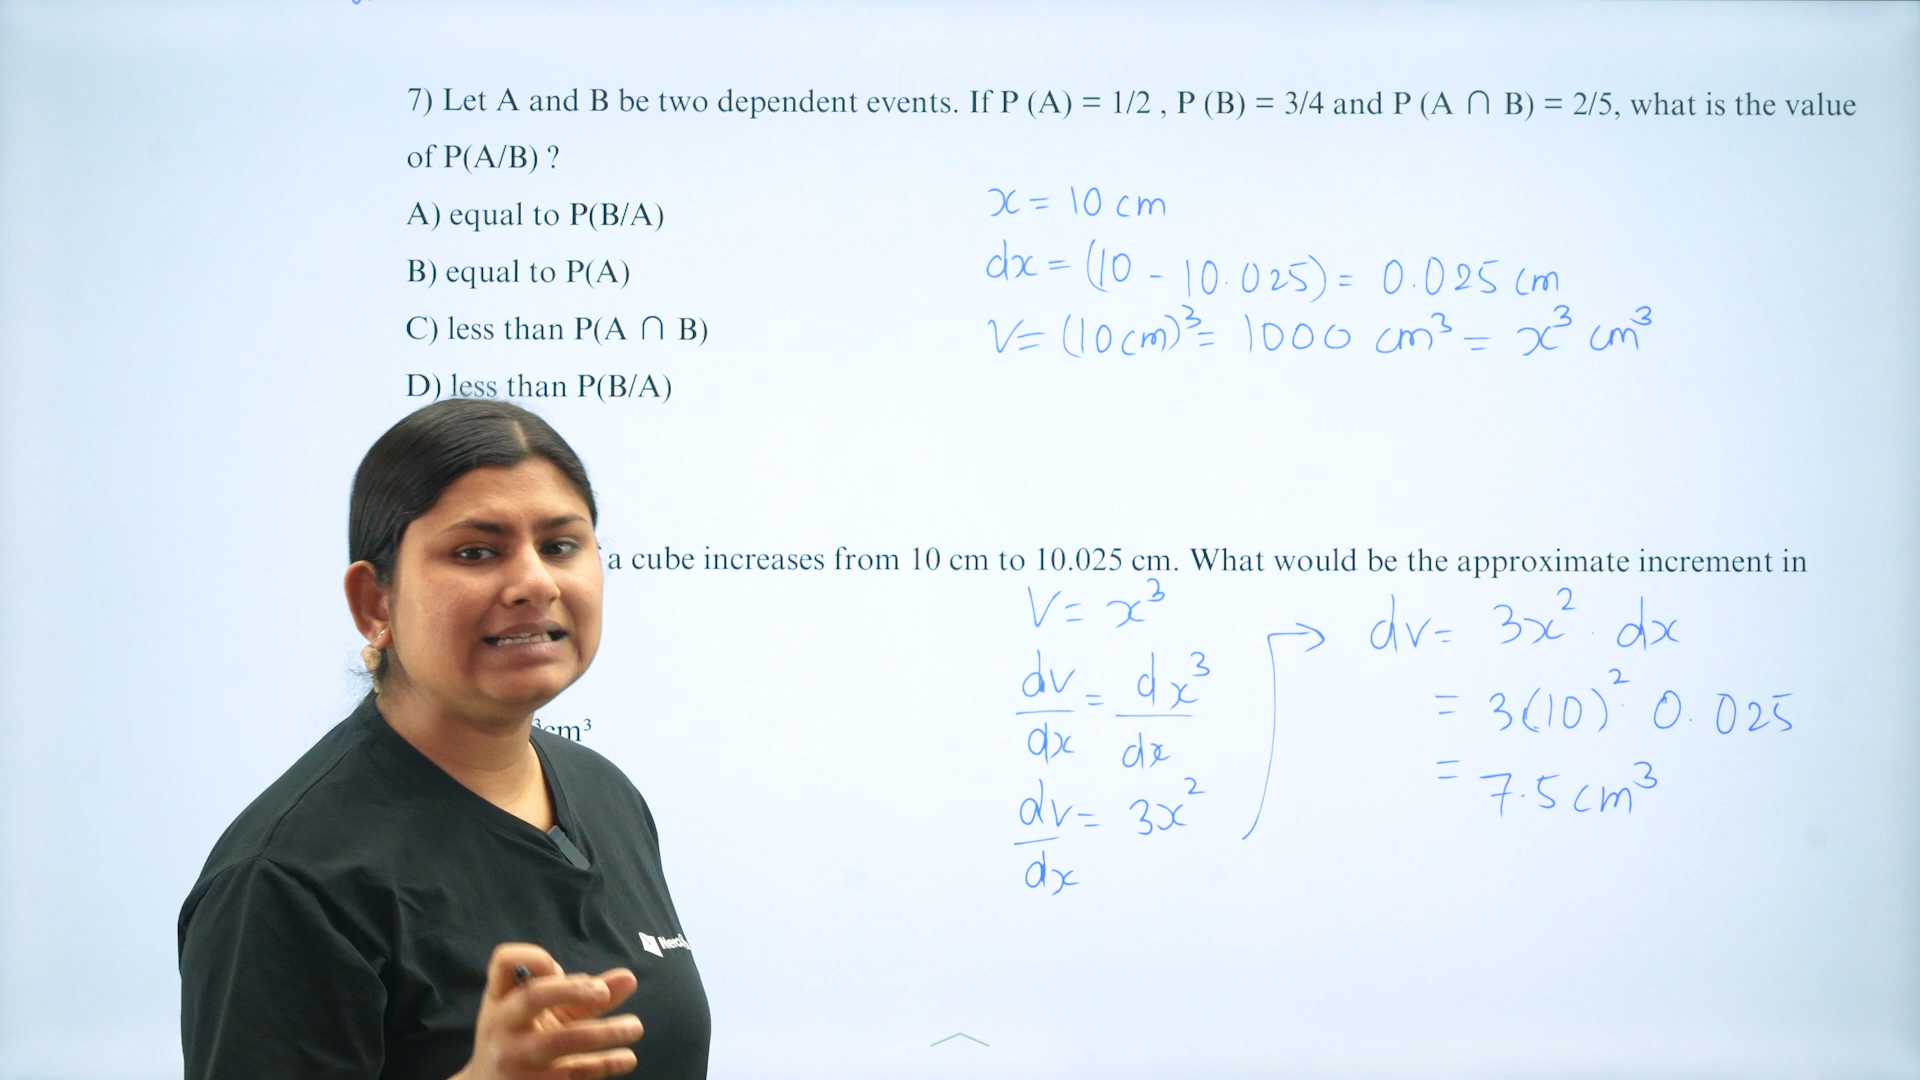 7) Let A and B be two dependent events. If P (A) = 1/2 , P (B) = 3/4 and P (A ∩ B) = 2/5, what is the value
of P(A/B) ?
A) equal to P(B/A)
B) equal to P(A)
C) less than P(A ∩ B)
D) less than P(B/A)
x = 10 cm
dx = (10 - 10.025) = 0.025 cm
V = (10cm)³ = 1000 cm³ = x³ cm³
a cube increases from 10 cm to 10.025 cm. What would be the approximate increment in
cm³
V = x³
dv/dx = dx³/dx
dv/dx = 3x²
dv = 3x² . dx
= 3(10)² 0.025
= 7.5 cm³